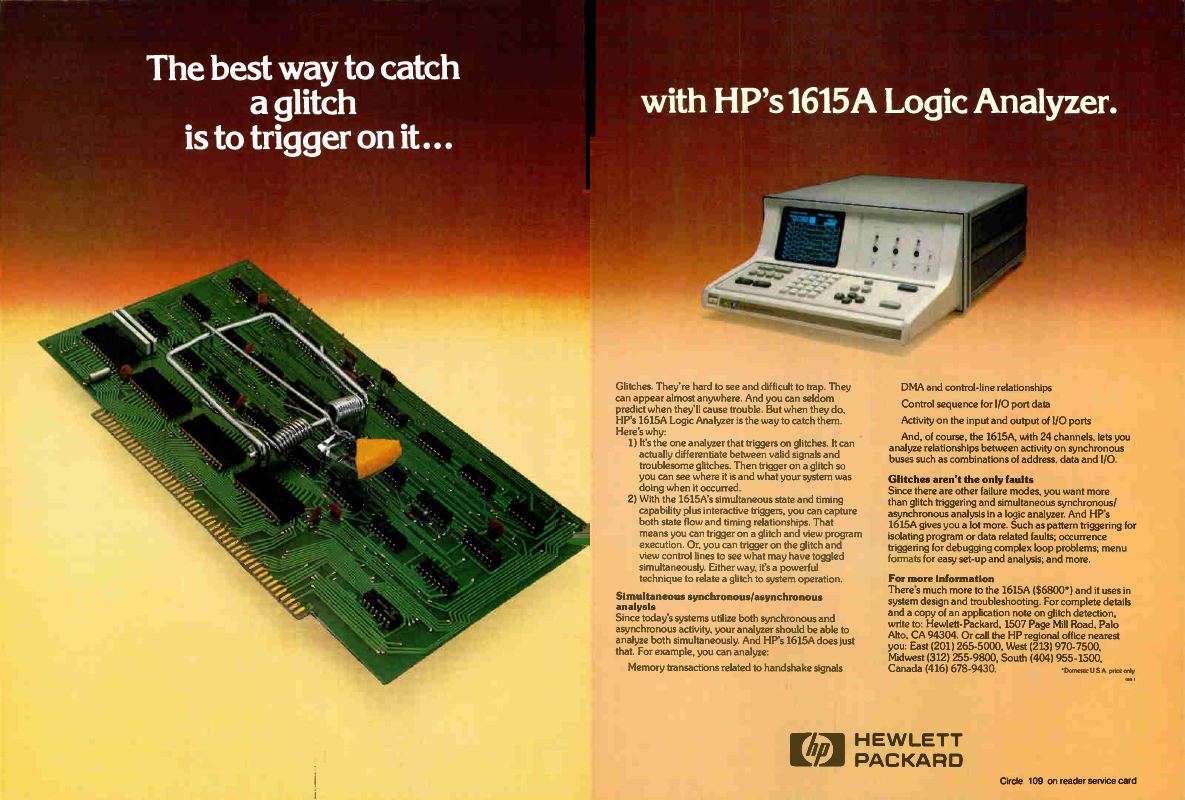 The best way to catch
a glitch
is to trigger on it...
with HP's 1615A Logic Analyzer.
Glitches. They're hard to see and difficult to trap. They
can appear almost anywhere. And you can seldom
predict when they'll cause trouble. But when they do,
HP's 1615A Logic Analyzer is the way to catch them.
Here's why:
1) It's the one analyzer that triggers on glitches. It can
actually differentiate between valid signals and
troublesome glitches. Then trigger on a glitch so
you can see where it is and what your system was
doing when it occurred.
2) With the 1615A's simultaneous state and timing
capability plus interactive triggers, you can capture
both state flow and timing relationships. That
means you can trigger on a glitch and view program
execution. Or, you can trigger on the glitch and
view control lines to see what may have toggled
simultaneously. Either way, it's a powerful
technique to relate a glitch to system operation.
Simultaneous synchronous/asynchronous
analysis
Since today's systems utilize both synchronous and
asynchronous activity, your analyzer should be able to
analyze both simultaneously. And HP's 1615A does just
that. For example, you can analyze:
Memory transactions related to handshake signals
DMA and control-line relationships
Control sequence for I/O port data
Activity on the input and output of I/O ports
And, of course, the 1615A, with 24 channels, lets you
analyze relationships between activity on synchronous
buses such as combinations of address, data and I/O.
Glitches aren't the only faults
Since there are other failure modes, you want more
than glitch triggering and simultaneous synchronous/
asynchronous analysis in a logic analyzer. And HP's
1615A gives you a lot more. Such as pattern triggering for
isolating program or data related faults; occurrence
triggering for debugging complex loop problems; menu
formats for easy set-up and analysis; and more.
For more information
There's much more to the 1615A ($6800*) and it uses in
system design and troubleshooting. For complete details
and a copy of an application note on glitch detection,
write to: Hewlett-Packard, 1507 Page Mill Road, Palo
Alto, CA 94304. Or call the HP regional office nearest
you: East (201) 265-5000, West (213) 970-7500,
Midwest (312) 255-9800, South (404) 955-1500,
Canada (416) 678-9430.
*Domestic U.S.A. price only
hp HEWLETT
PACKARD
Circle 109 on reader service card